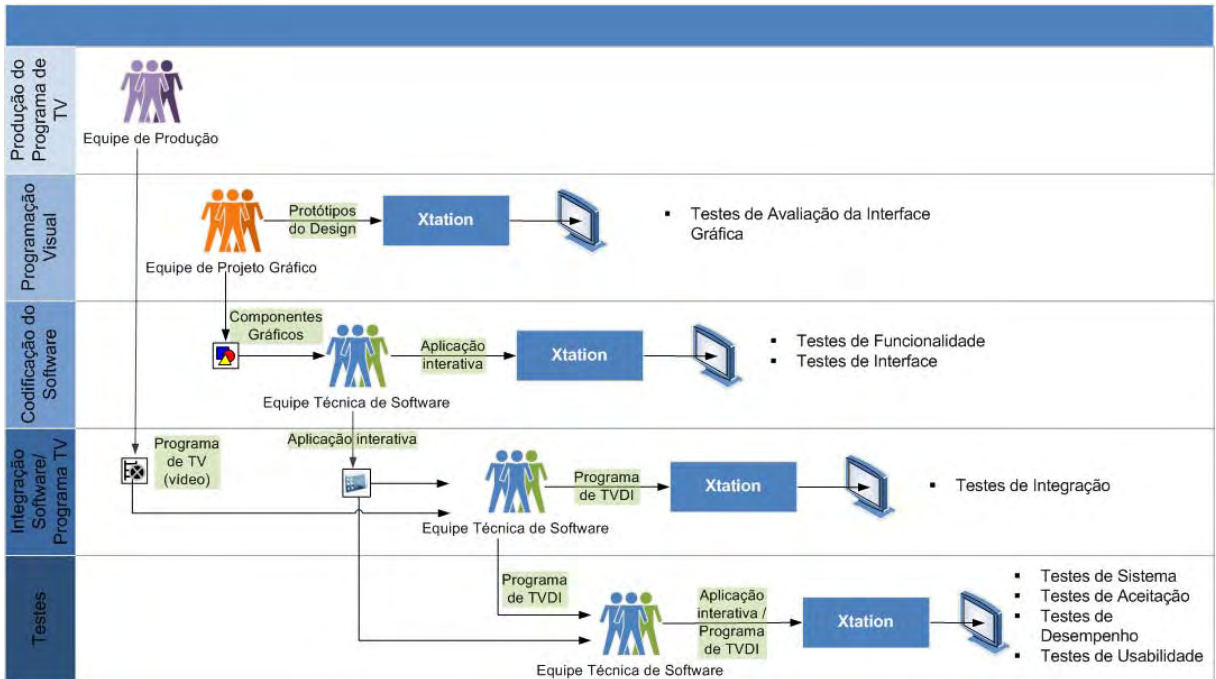 Produção do
Programa de
TV
Equipe de Produção
Programação
Visual
Equipe de Projeto Gráfico
Protótipos
do Design
Xtation
▪ Testes de Avaliação da Interface
Gráfica
Codificação do
Software
Componentes
Gráficos
Equipe Técnica de Software
Aplicação
interativa
Xtation
▪ Testes de Funcionalidade
▪ Testes de Interface
Integração
Software/
Programa TV
Programa
de TV
(vídeo)
Aplicação interativa
Equipe Técnica de Software
Programa
de TVDI
Xtation
▪ Testes de Integração
Testes
Programa
de TVDI
Equipe Técnica de Software
Aplicação
interativa /
Programa
de TVDI
Xtation
▪ Testes de Sistema
▪ Testes de Aceitação
▪ Testes de
Desempenho
▪ Testes de Usabilidade